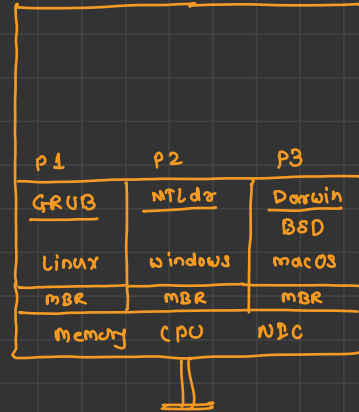 P1 P2 P3
GRUB NTLdr Darwin
BSD
Linux windows macOS
MBR MBR MBR
Memory CPU NIC